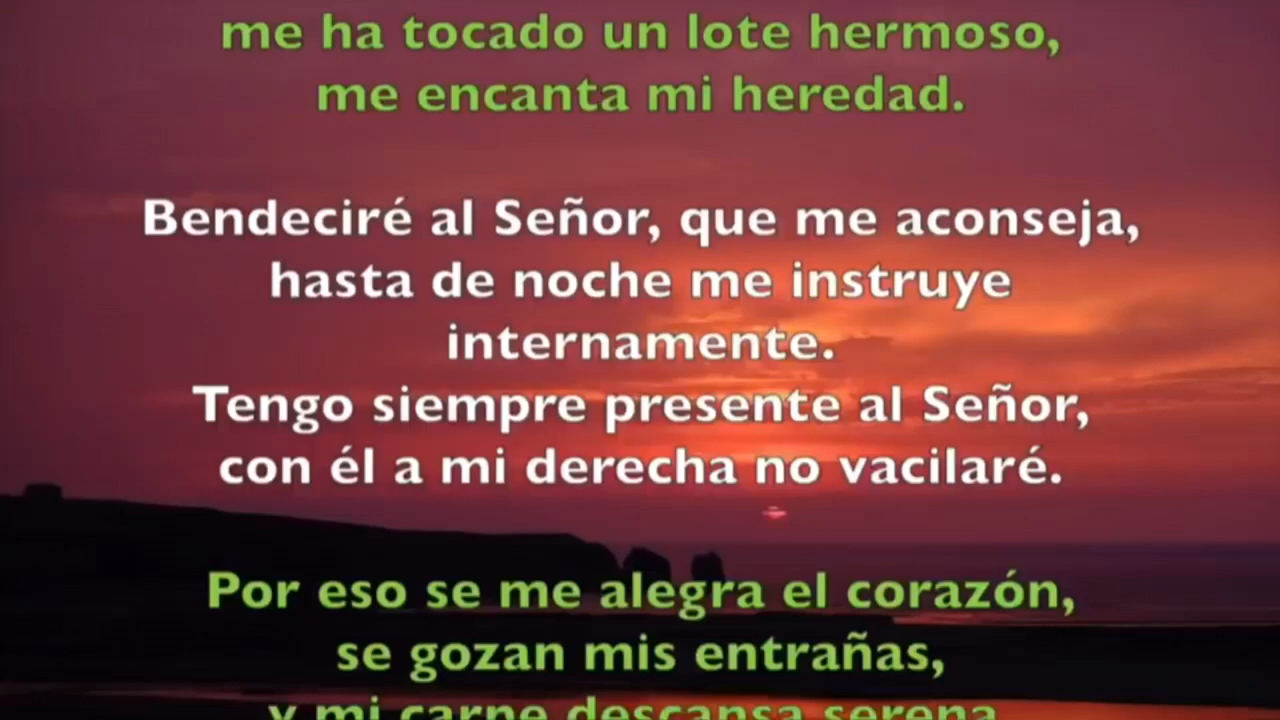 me ha tocado un lote hermoso,
me encanta mi heredad.
Bendeciré al Señor, que me aconseja,
hasta de noche me instruye
internamente.
Tengo siempre presente al Señor,
con él a mi derecha no vacilaré.
Por eso se me alegra el corazón,
se gozan mis entrañas,
y mi carne descansa serena